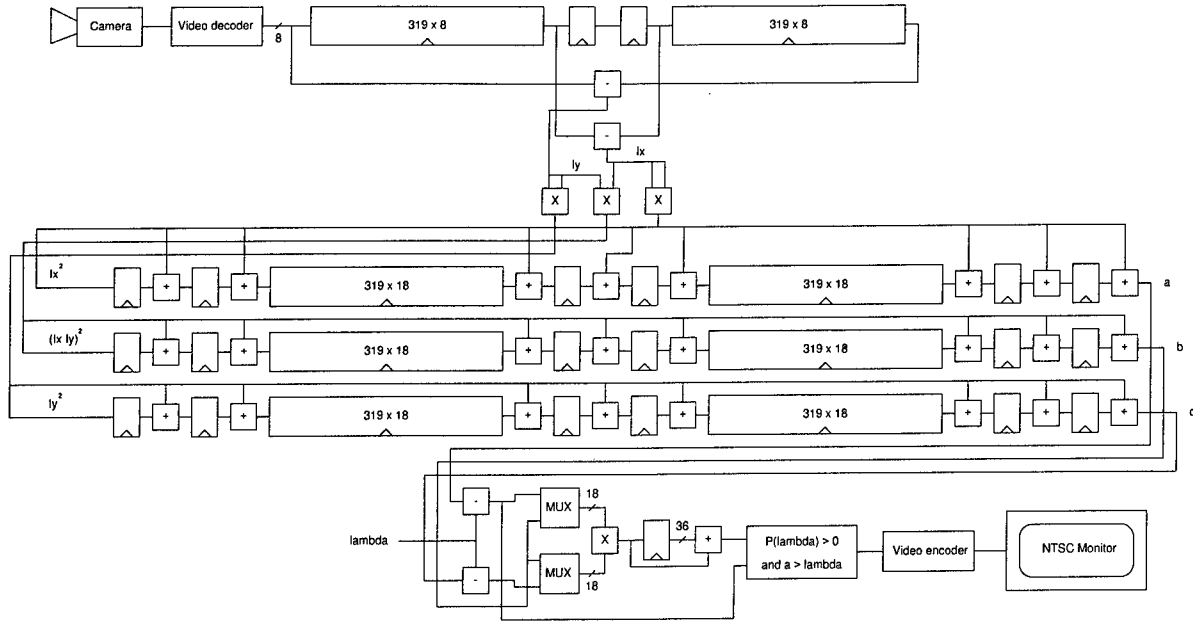 Camera
Video decoder
8
319 x 8
319 x 8
-
-
Iy
Ix
X
X
X
Ix²
+
+
319 x 18
+
+
+
319 x 18
+
+
+
a
(Ix Iy)²
+
+
319 x 18
+
+
+
319 x 18
+
+
+
b
Iy²
+
+
319 x 18
+
+
+
319 x 18
+
+
+
c
-
MUX
18
lambda
X
36
+
P(lambda) > 0
and a > lambda
Video encoder
NTSC Monitor
-
MUX
18